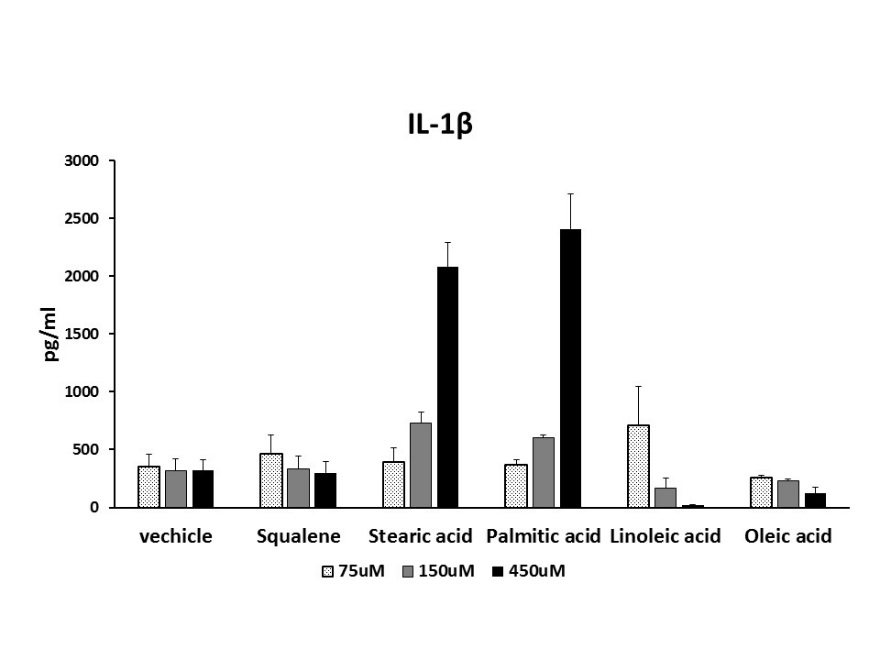 IL-1β
3000
2500
2000
1500
1000
500
0
pg/ml
vechicle Squalene Stearic acid Palmitic acid Linoleic acid Oleic acid
75uM 150uM 450uM